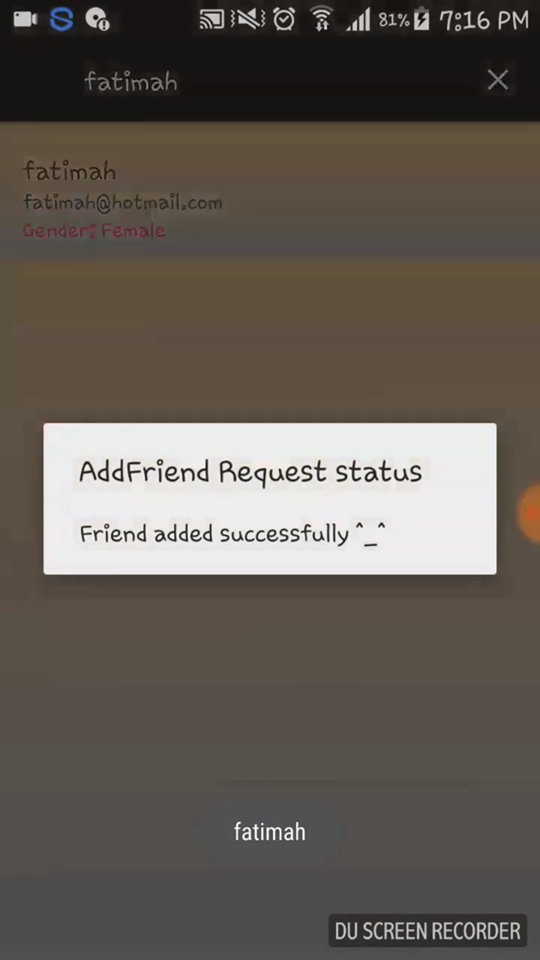 81% 7:16 PM
fatimah
fatimah
fatimah@hotmail.com
Gender: Female
AddFriend Request status
Friend added successfully ^_^
fatimah
DU SCREEN RECORDER